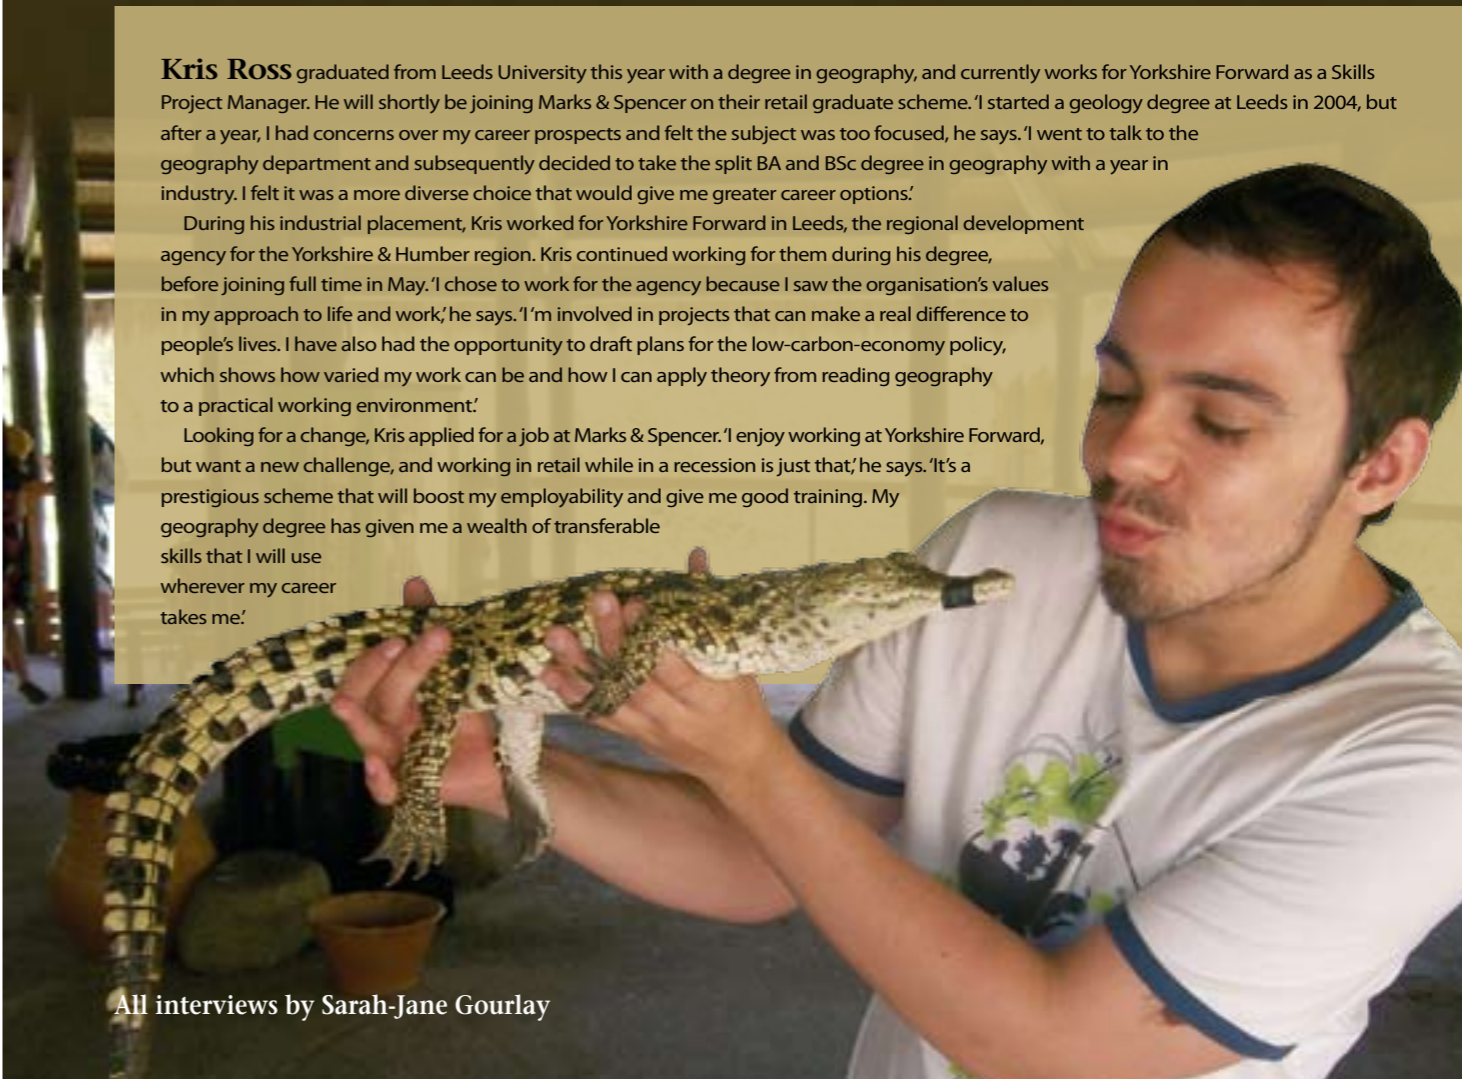 Kris Ross graduated from Leeds University this year with a degree in geography, and currently works for Yorkshire Forward as a Skills
Project Manager. He will shortly be joining Marks & Spencer on their retail graduate scheme. ‘I started a geology degree at Leeds in 2004, but
after a year, I had concerns over my career prospects and felt the subject was too focused, he says. ‘I went to talk to the
geography department and subsequently decided to take the split BA and BSc degree in geography with a year in
industry. I felt it was a more diverse choice that would give me greater career options.’
During his industrial placement, Kris worked for Yorkshire Forward in Leeds, the regional development
agency for the Yorkshire & Humber region. Kris continued working for them during his degree,
before joining full time in May. ‘I chose to work for the agency because I saw the organisation’s values
in my approach to life and work,’ he says. ‘I ’m involved in projects that can make a real difference to
people’s lives. I have also had the opportunity to draft plans for the low-carbon-economy policy,
which shows how varied my work can be and how I can apply theory from reading geography
to a practical working environment.’
Looking for a change, Kris applied for a job at Marks & Spencer. ‘I enjoy working at Yorkshire Forward,
but want a new challenge, and working in retail while in a recession is just that,’ he says. ‘It’s a
prestigious scheme that will boost my employability and give me good training. My
geography degree has given me a wealth of transferable
skills that I will use
wherever my career
takes me.’
All interviews by Sarah-Jane Gourlay